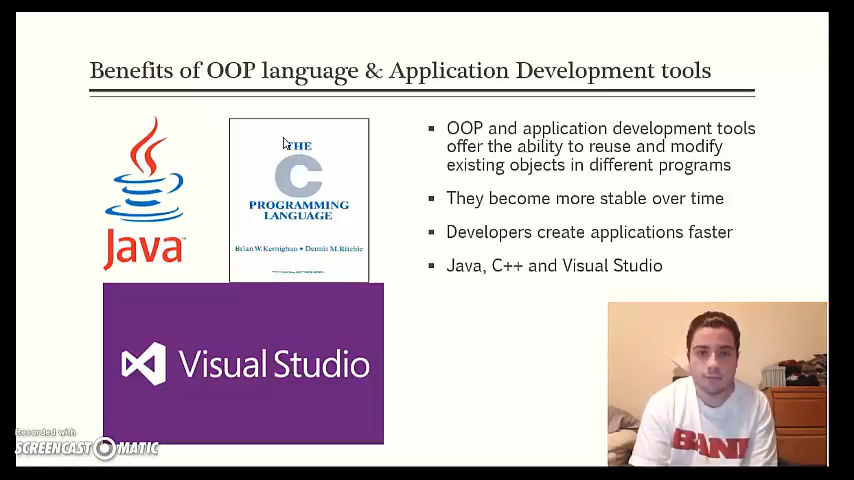 Benefits of OOP language & Application Development tools
Java
THE
C
PROGRAMMING
LANGUAGE
Brian W. Kernighan • Dennis M. Ritchie
Visual Studio
▪ OOP and application development tools
offer the ability to reuse and modify
existing objects in different programs
▪ They become more stable over time
▪ Developers create applications faster
▪ Java, C++ and Visual Studio
BAND
Recorded with
SCREENCAST-O-MATIC